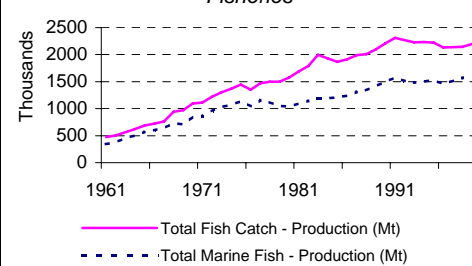 Fisheries
Thousands
2500
2000
1500
1000
500
0
1961 1971 1981 1991
Total Fish Catch - Production (Mt)
Total Marine Fish - Production (Mt)